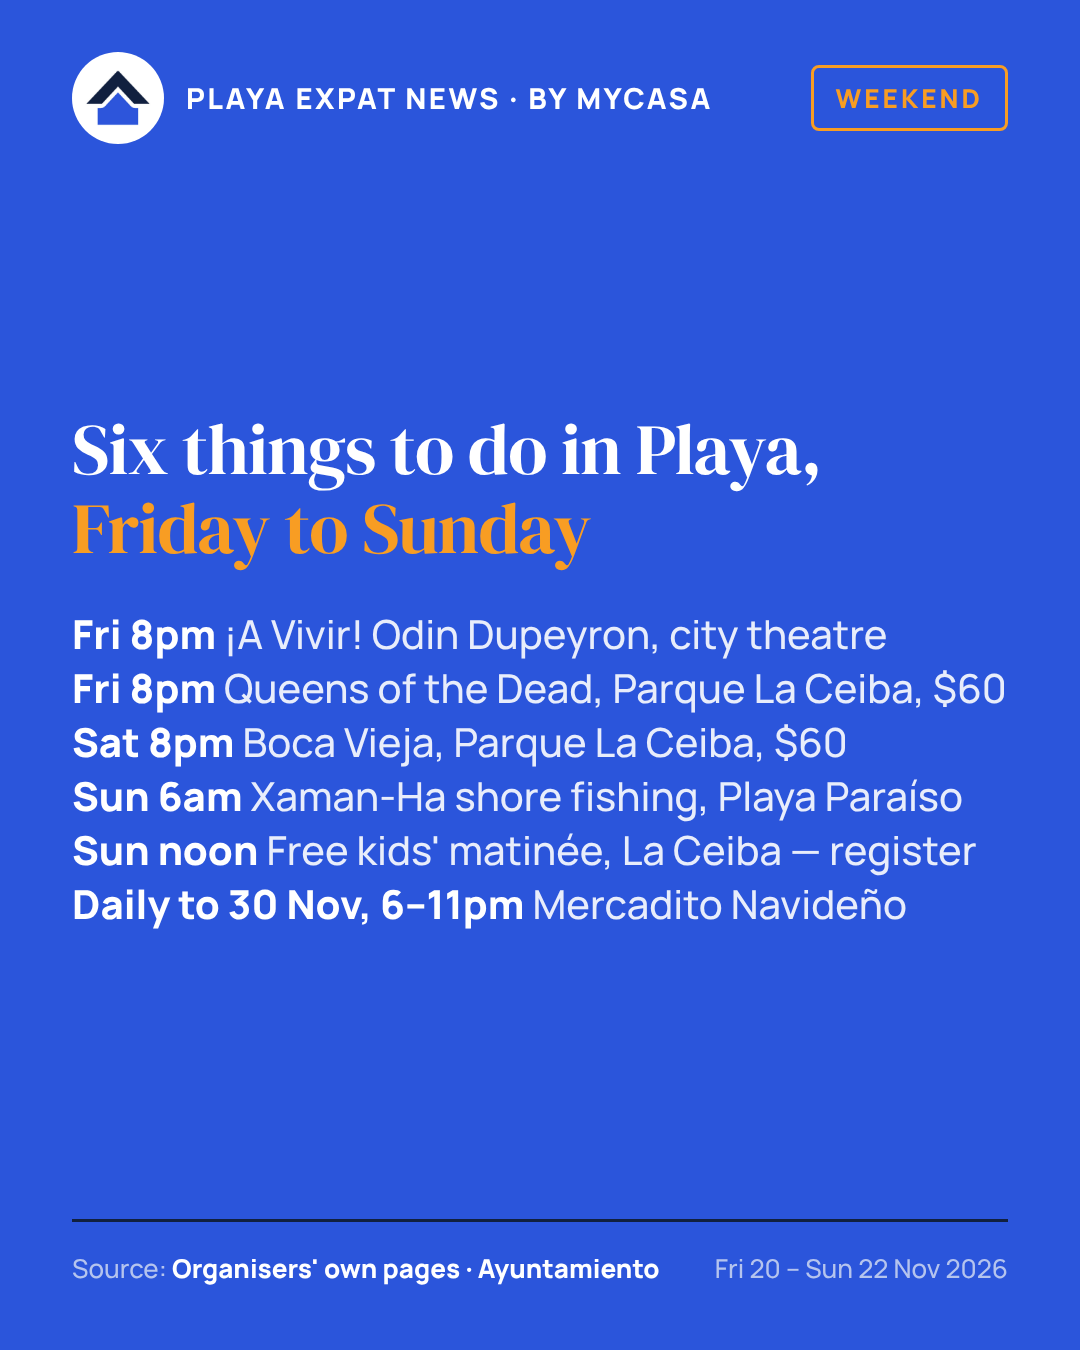 PLAYA EXPAT NEWS · BY MYCASA
WEEKEND
Six things to do in Playa,
Friday to Sunday
Fri 8pm ¡A Vivir! Odin Dupeyron, city theatre
Fri 8pm Queens of the Dead, Parque La Ceiba, $60
Sat 8pm Boca Vieja, Parque La Ceiba, $60
Sun 6am Xaman-Ha shore fishing, Playa Paraíso
Sun noon Free kids' matinée, La Ceiba — register
Daily to 30 Nov, 6–11pm Mercadito Navideño
Source: Organisers' own pages · Ayuntamiento
Fri 20 – Sun 22 Nov 2026